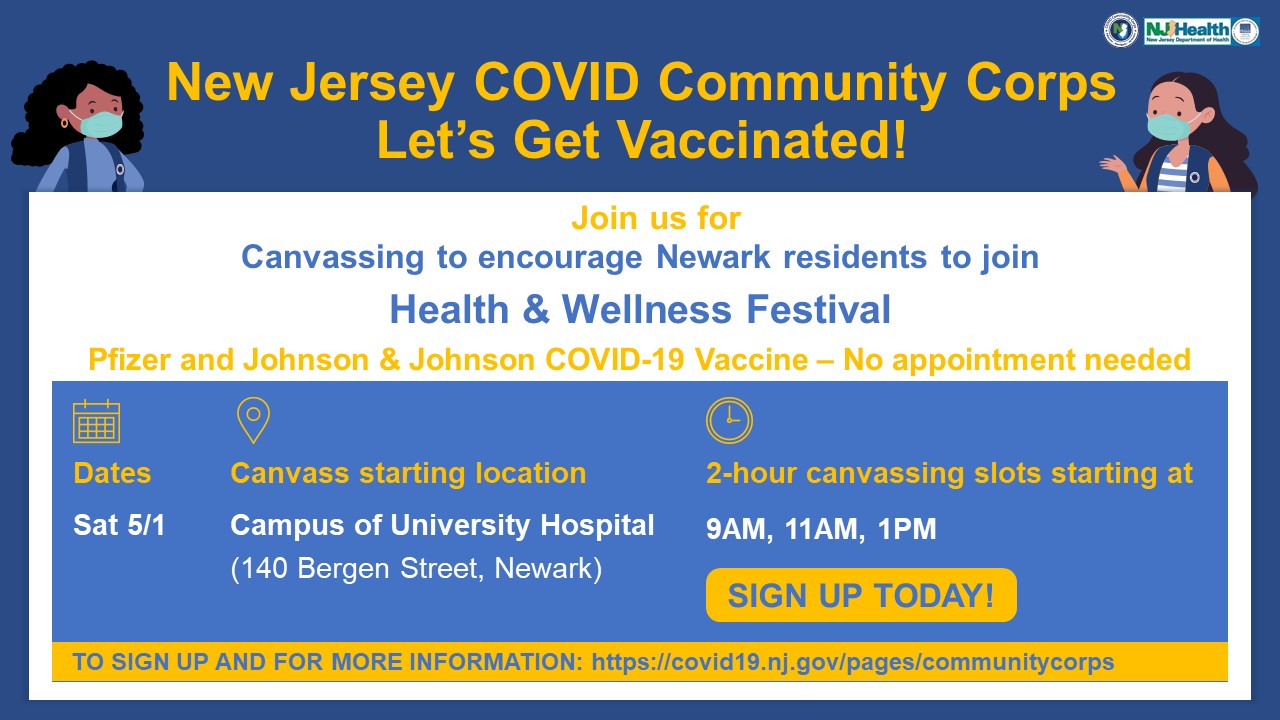 NJHealth
New Jersey Department of Health
New Jersey COVID Community Corps
Let’s Get Vaccinated!
Join us for
Canvassing to encourage Newark residents to join
Health & Wellness Festival
Pfizer and Johnson & Johnson COVID-19 Vaccine – No appointment needed
Dates
Canvass starting location
2-hour canvassing slots starting at
Sat 5/1
Campus of University Hospital
(140 Bergen Street, Newark)
9AM, 11AM, 1PM
SIGN UP TODAY!
TO SIGN UP AND FOR MORE INFORMATION: https://covid19.nj.gov/pages/communitycorps